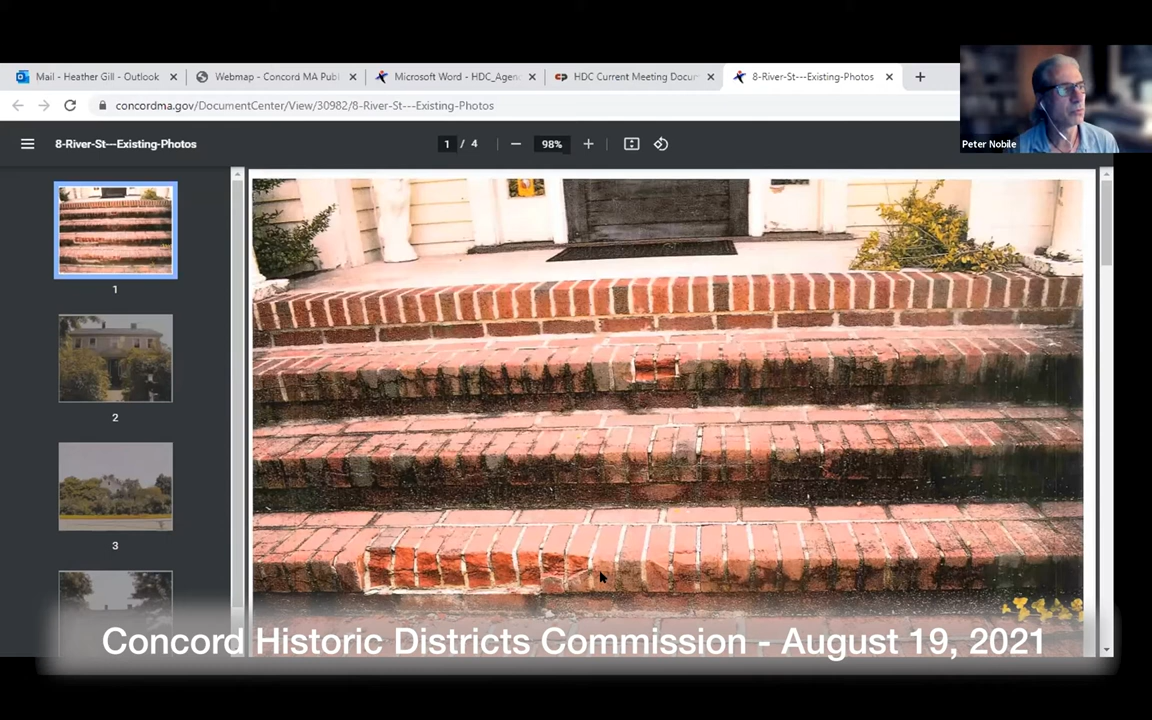 Mail - Heather Gill - Outlook
Webmap - Concord MA Publ
Microsoft Word - HDC_Agen
HDC Current Meeting Docum
8-River-St---Existing-Photos
concordma.gov/DocumentCenter/View/30982/8-River-St---Existing-Photos
Peter Nobile
8-River-St---Existing-Photos
1 / 4
98%
1
2
3
Concord Historic Districts Commission - August 19, 2021